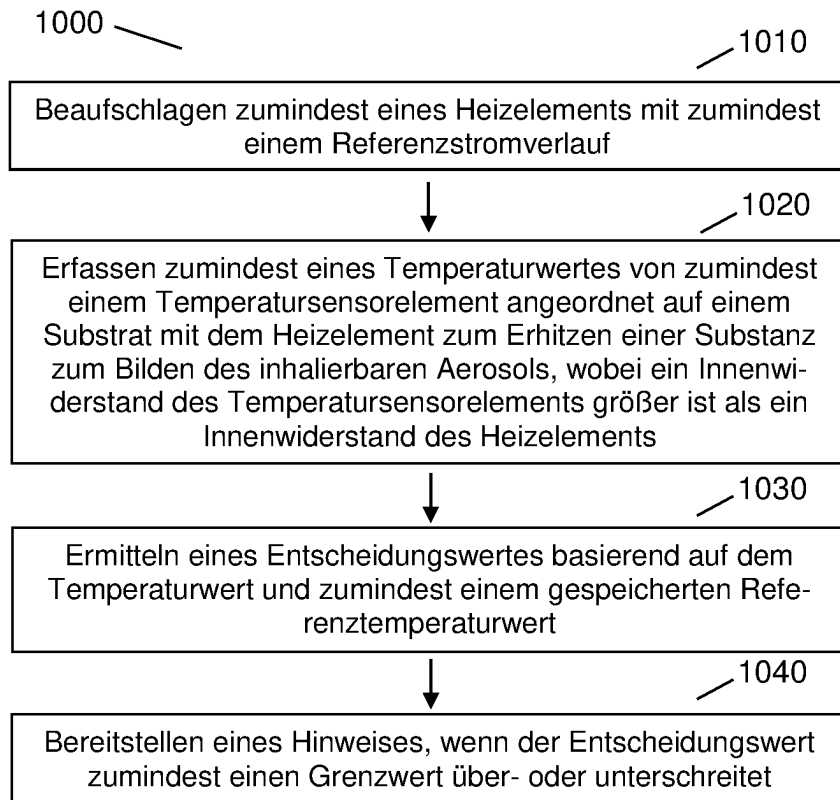 1000
1010
Beaufschlagen zumindest eines Heizelements mit zumindest
einem Referenzstromverlauf
1020
Erfassen zumindest eines Temperaturwertes von zumindest
einem Temperatursensorelement angeordnet auf einem
Substrat mit dem Heizelement zum Erhitzen einer Substanz
zum Bilden des inhalierbaren Aerosols, wobei ein Innenwi-
derstand des Temperatursensorelements größer ist als ein
Innenwiderstand des Heizelements
1030
Ermitteln eines Entscheidungswertes basierend auf dem
Temperaturwert und zumindest einem gespeicherten Refe-
renztemperaturwert
1040
Bereitstellen eines Hinweises, wenn der Entscheidungswert
zumindest einen Grenzwert über- oder unterschreitet